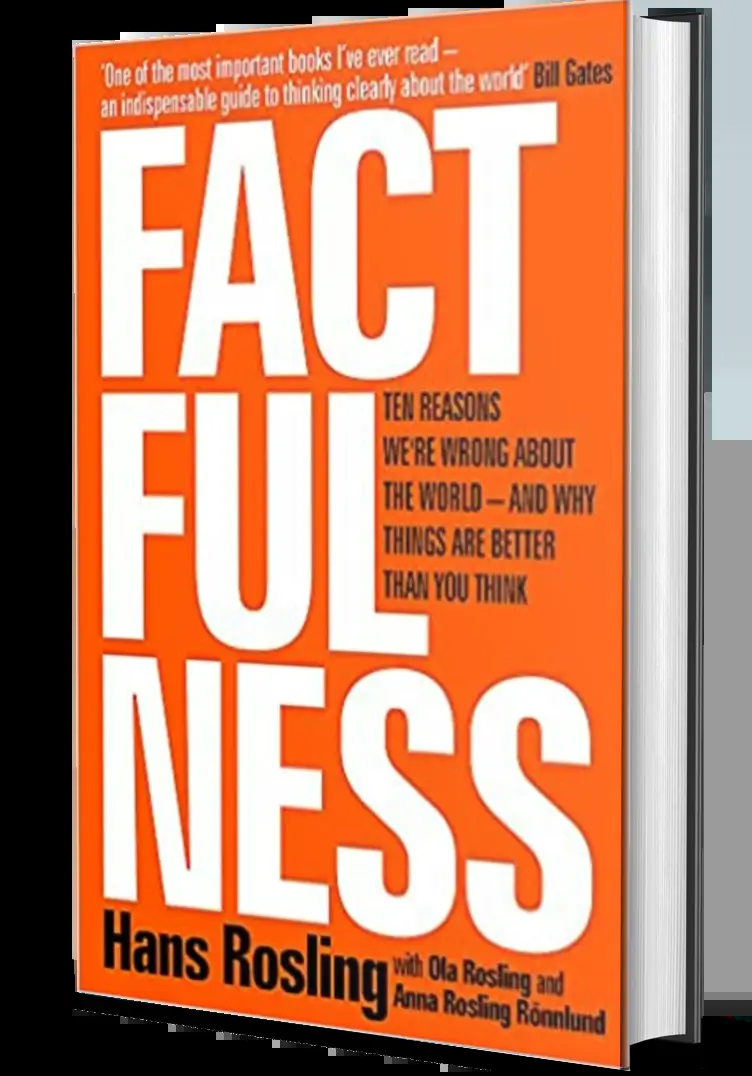 'One of the most important books I've ever read –
an indispensable guide to thinking clearly about the world' Bill Gates
FACT
FUL
TEN REASONS
WE'RE WRONG ABOUT
THE WORLD – AND WHY
THINGS ARE BETTER
THAN YOU THINK
NESS
Hans Rosling
with Ola Rosling and
Anna Rosling Rönnlund